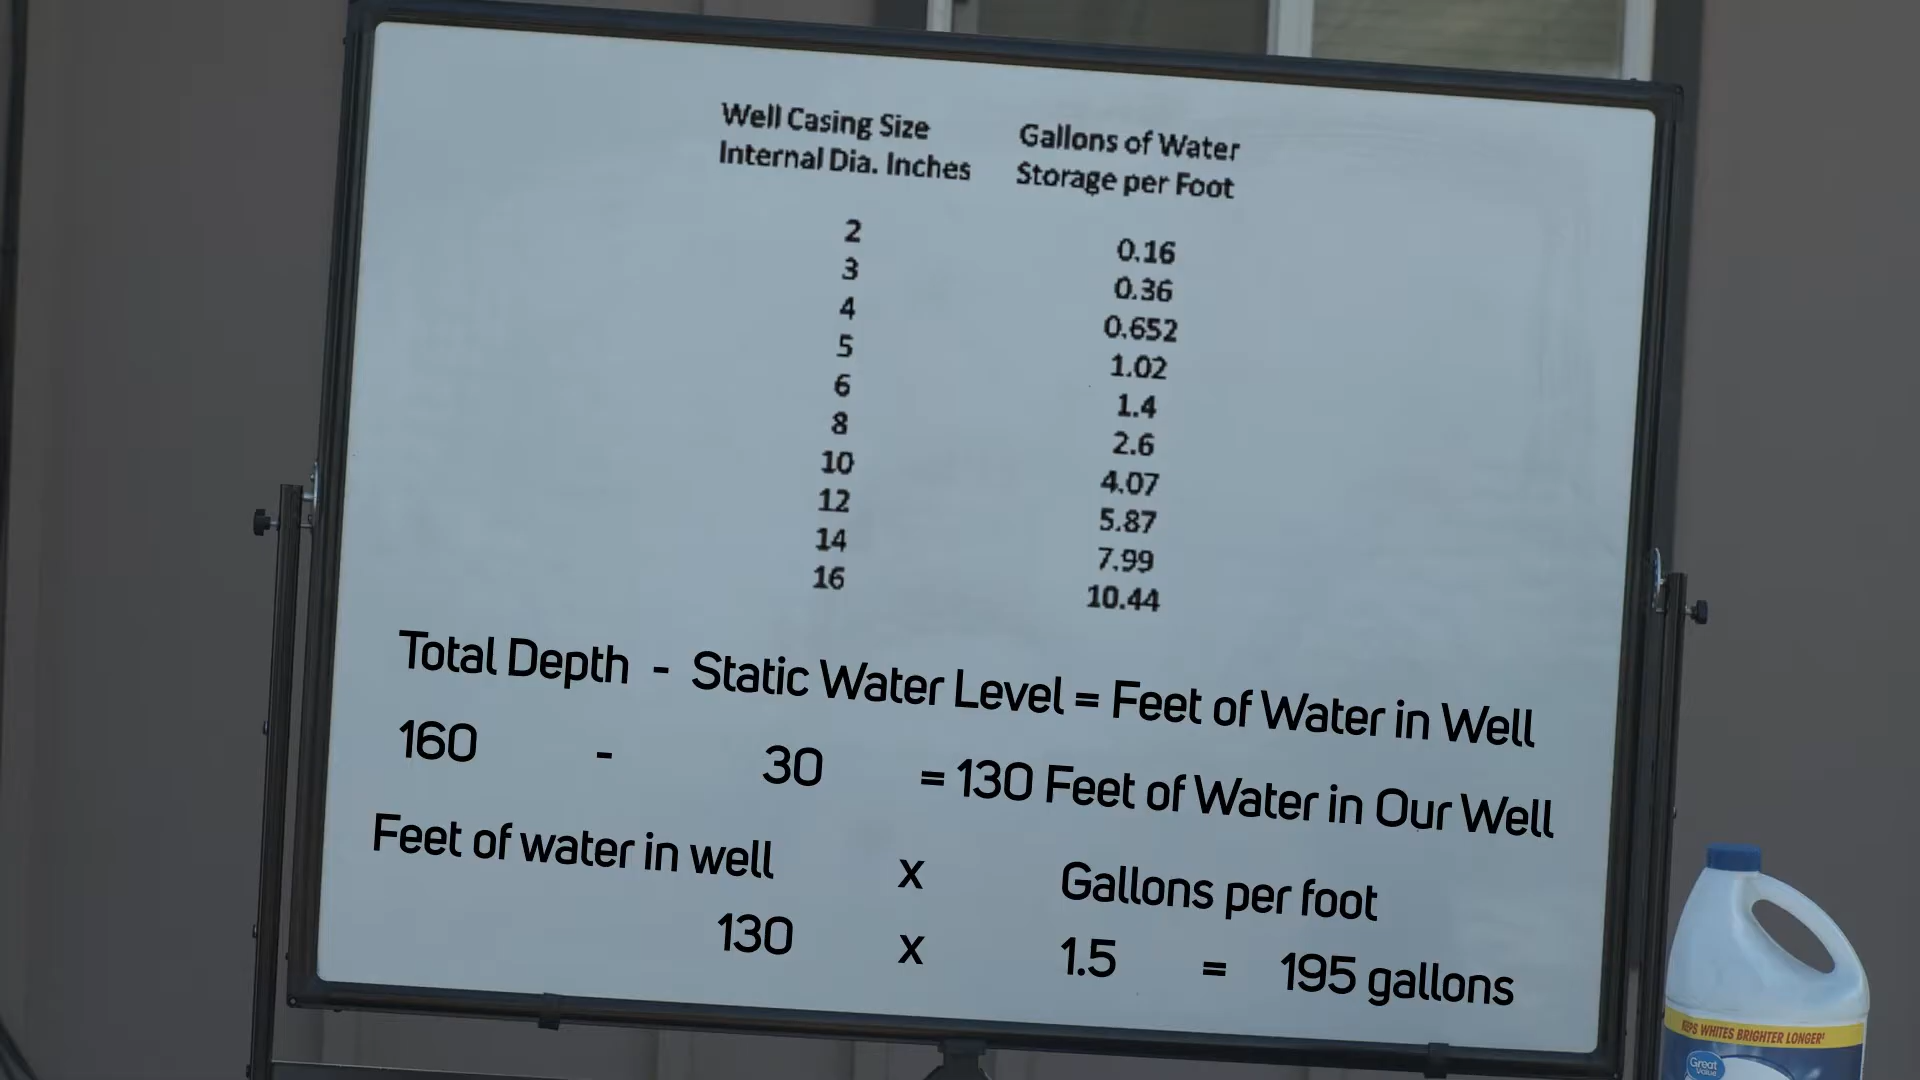 Well Casing Size
Internal Dia. Inches
Gallons of Water
Storage per Foot
2 0.16
3 0.36
4 0.652
5 1.02
6 1.4
8 2.6
10 4.07
12 5.87
14 7.99
16 10.44
Total Depth - Static Water Level = Feet of Water in Well
160 - 30 = 130 Feet of Water in Our Well
Feet of water in well x Gallons per foot
130 x 1.5 = 195 gallons
KEEPS WHITES BRIGHTER LONGER!
Great
Value